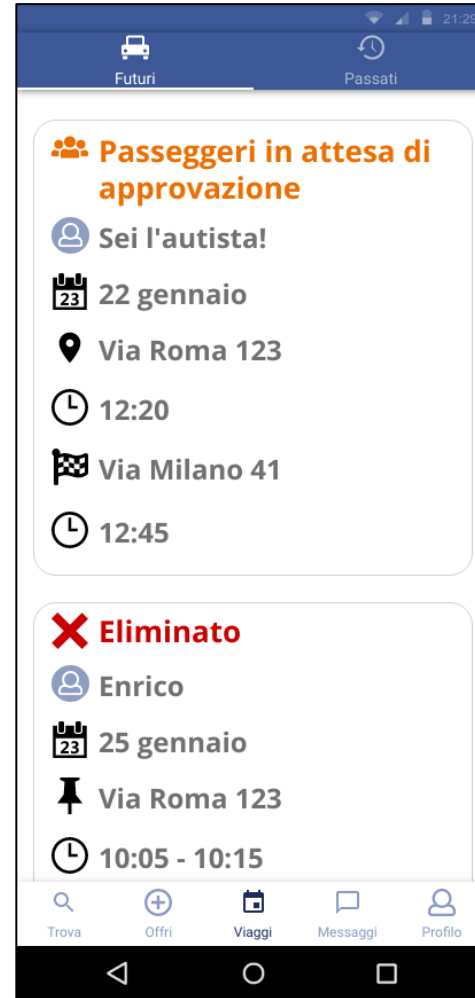 21:29
Futuri
Passati
Passeggeri in attesa di
approvazione
Sei l'autista!
23
22 gennaio
Via Roma 123
12:20
Via Milano 41
12:45
Eliminato
Enrico
23
25 gennaio
Via Roma 123
10:05 - 10:15
Trova
Offri
Viaggi
Messaggi
Profilo